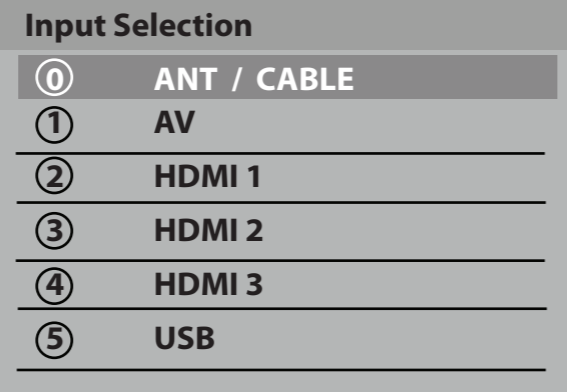 Input Selection
0 ANT / CABLE
1 AV
2 HDMI 1
3 HDMI 2
4 HDMI 3
5 USB